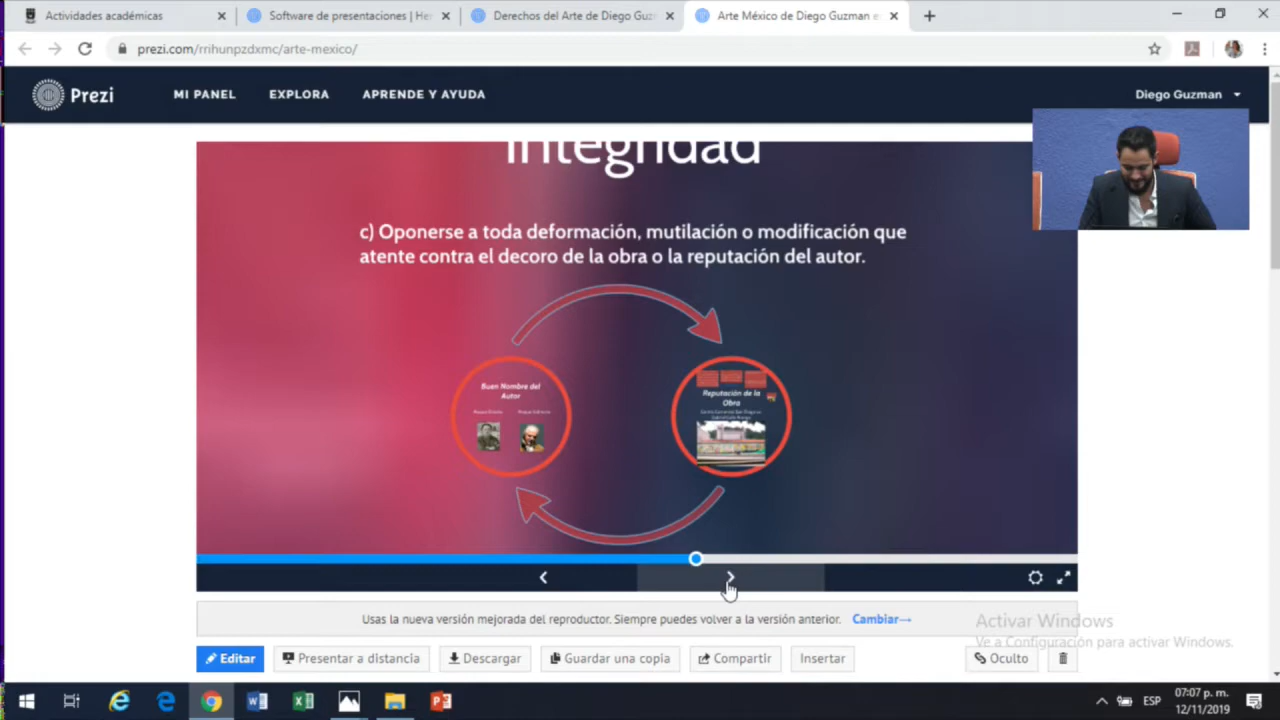 Actividades académicas
Software de presentaciones | Her
Derechos del Arte de Diego Guz
Arte México de Diego Guzman e
prezi.com/rrihunpzdxmc/arte-mexico/
Prezi
MI PANEL
EXPLORA
APRENDE Y AYUDA
Diego Guzman
Integridad
c) Oponerse a toda deformación, mutilación o modificación que
atente contra el decoro de la obra o la reputación del autor.
Buen Nombre del
Autor
Reputación de la
Obra
Usas la nueva versión mejorada del reproductor. Siempre puedes volver a la versión anterior. Cambiar→
Activar Windows
Ve a Configuración para activar Windows.
Editar
Presentar a distancia
Descargar
Guardar una copia
Compartir
Insertar
Oculto
ESP
07:07 p. m.
12/11/2019